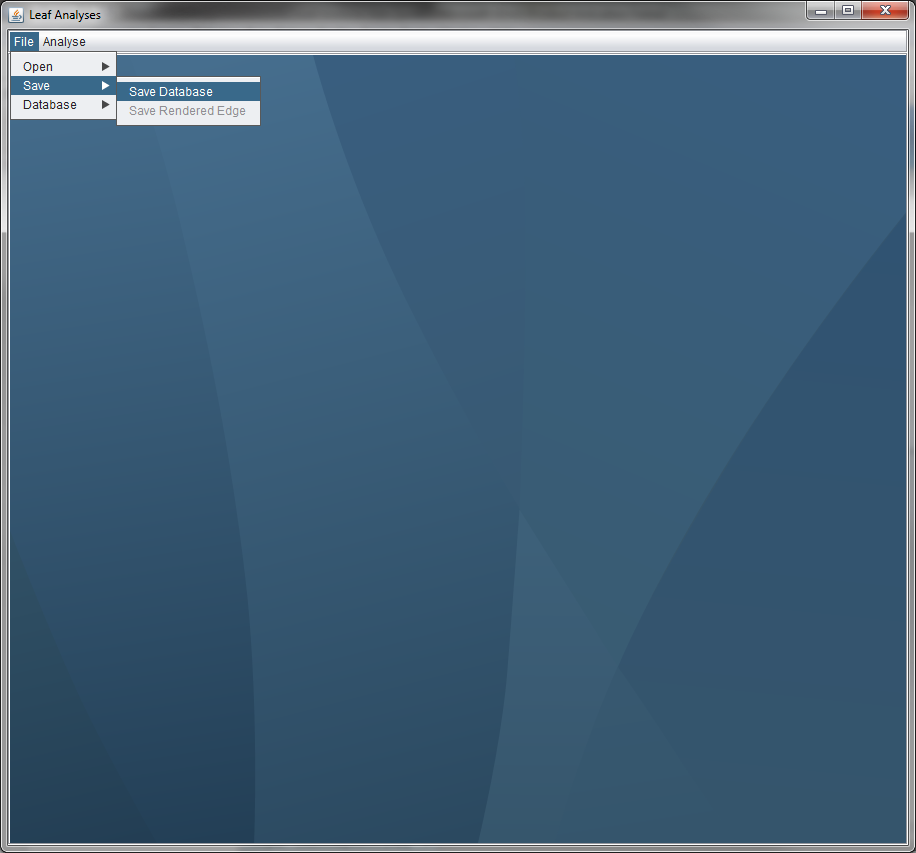 Leaf Analyses
File Analyse
Open
Save
Database
Save Database
Save Rendered Edge